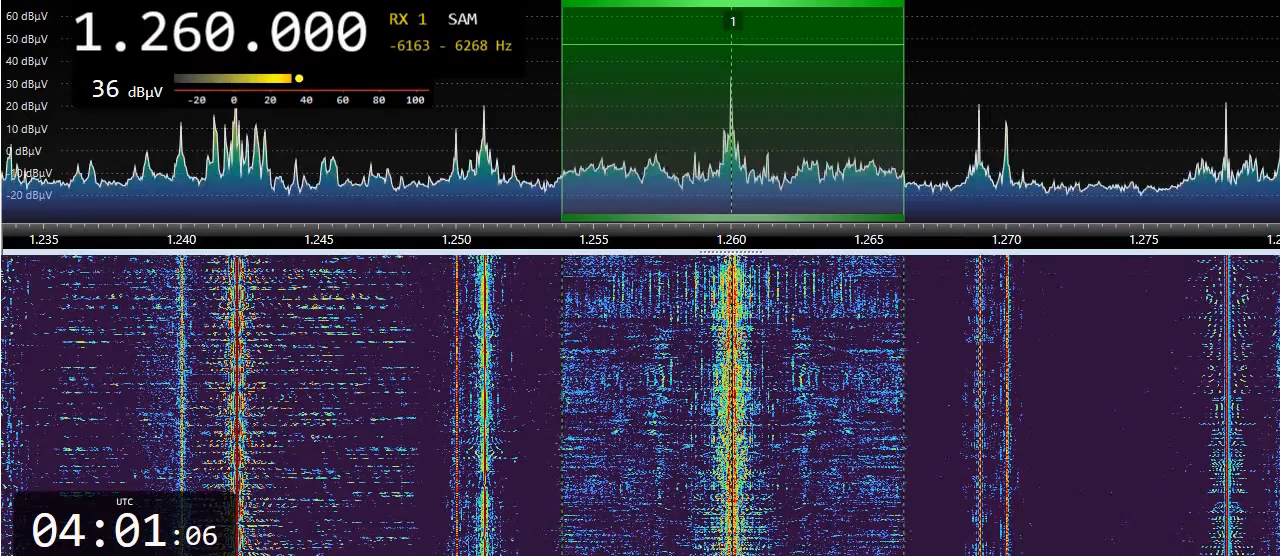 60 dBµV
50 dBµV
40 dBµV
30 dBµV
20 dBµV
10 dBµV
0 dBµV
-10 dBµV
-20 dBµV
1.260.000
RX 1 SAM
-6163 - 6268 Hz
36 dBµV
-20 0 20 40 60 80 100
1
1.235 1.240 1.245 1.250 1.255 1.260 1.265 1.270 1.275 1.2
UTC
04:01:06